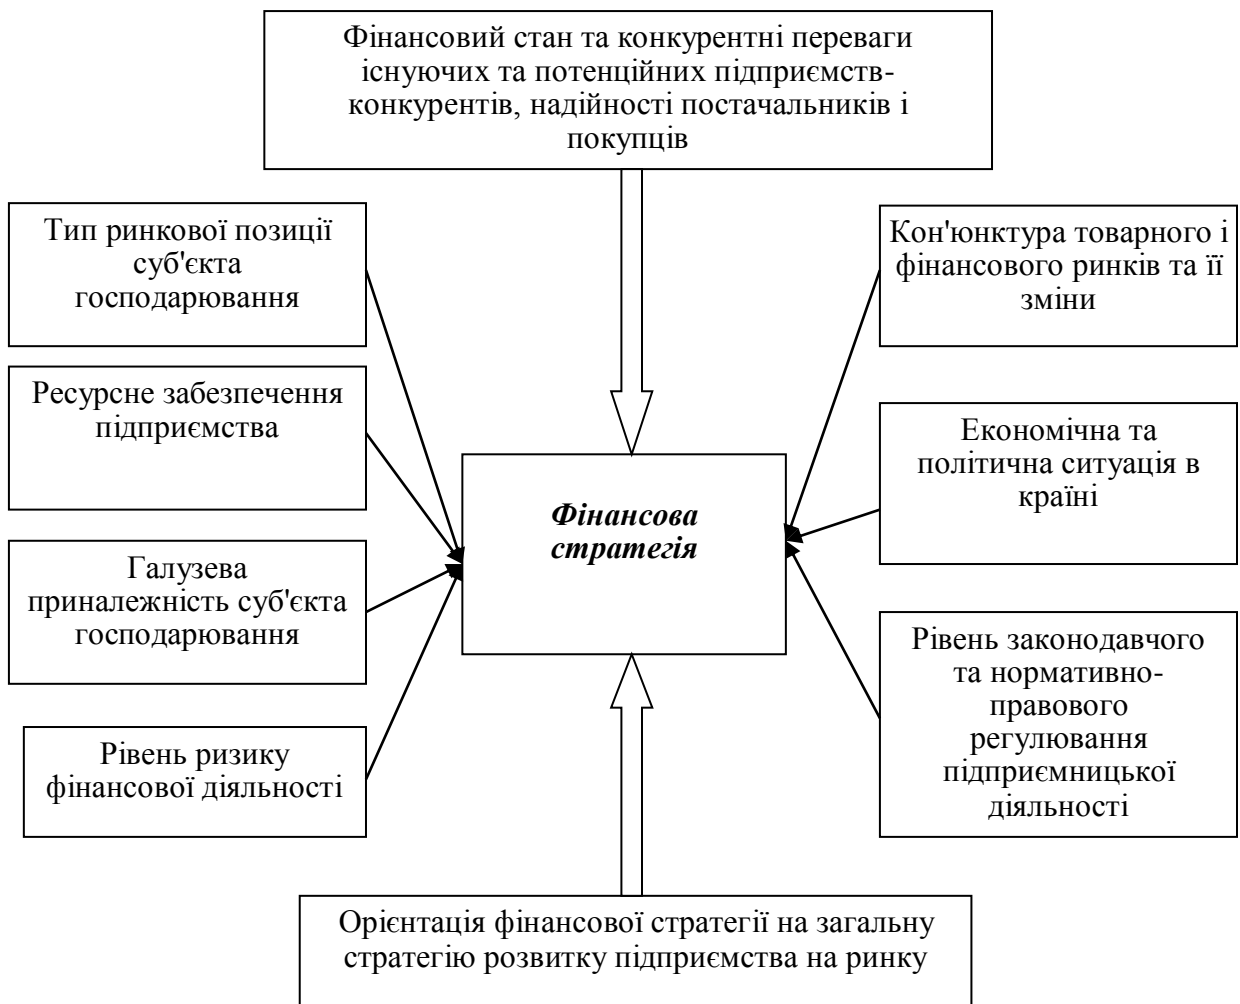 Фінансовий стан та конкурентні переваги
існуючих та потенційних підприємств-
конкурентів, надійності постачальників і
покупців
Тип ринкової позиції
суб'єкта
господарювання
Ресурсне забезпечення
підприємства
Галузева
приналежність суб'єкта
господарювання
Рівень ризику
фінансової діяльності
Фінансова
стратегія
Кон'юнктура товарного і
фінансового ринків та її
зміни
Економічна та
політична ситуація в
країні
Рівень законодавчого
та нормативно-
правового
регулювання
підприємницької
діяльності
Орієнтація фінансової стратегії на загальну
стратегію розвитку підприємства на ринку